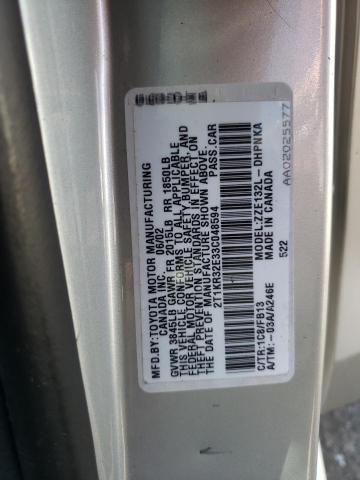 MFD.BY:TOYOTA MOTOR MANUFACTURING
CANADA INC. 06/02
GVWR 3845LB GAWR FR 2015LB RR 1850LB
THIS VEHICLE CONFORMS TO ALL APPLICABLE
FEDERAL MOTOR VEHICLE SAFETY, BUMPER, AND
THEFT PREVENTION STANDARDS IN EFFECT ON
THE DATE OF MANUFACTURE SHOWN ABOVE.
2T1KR32E33C048594 PASS.CAR
C/TR:1C8/FB13 MODEL:ZZE132L-DHPNKA
A/TM:-03A/A246E MADE IN CANADA
522
AA02025577